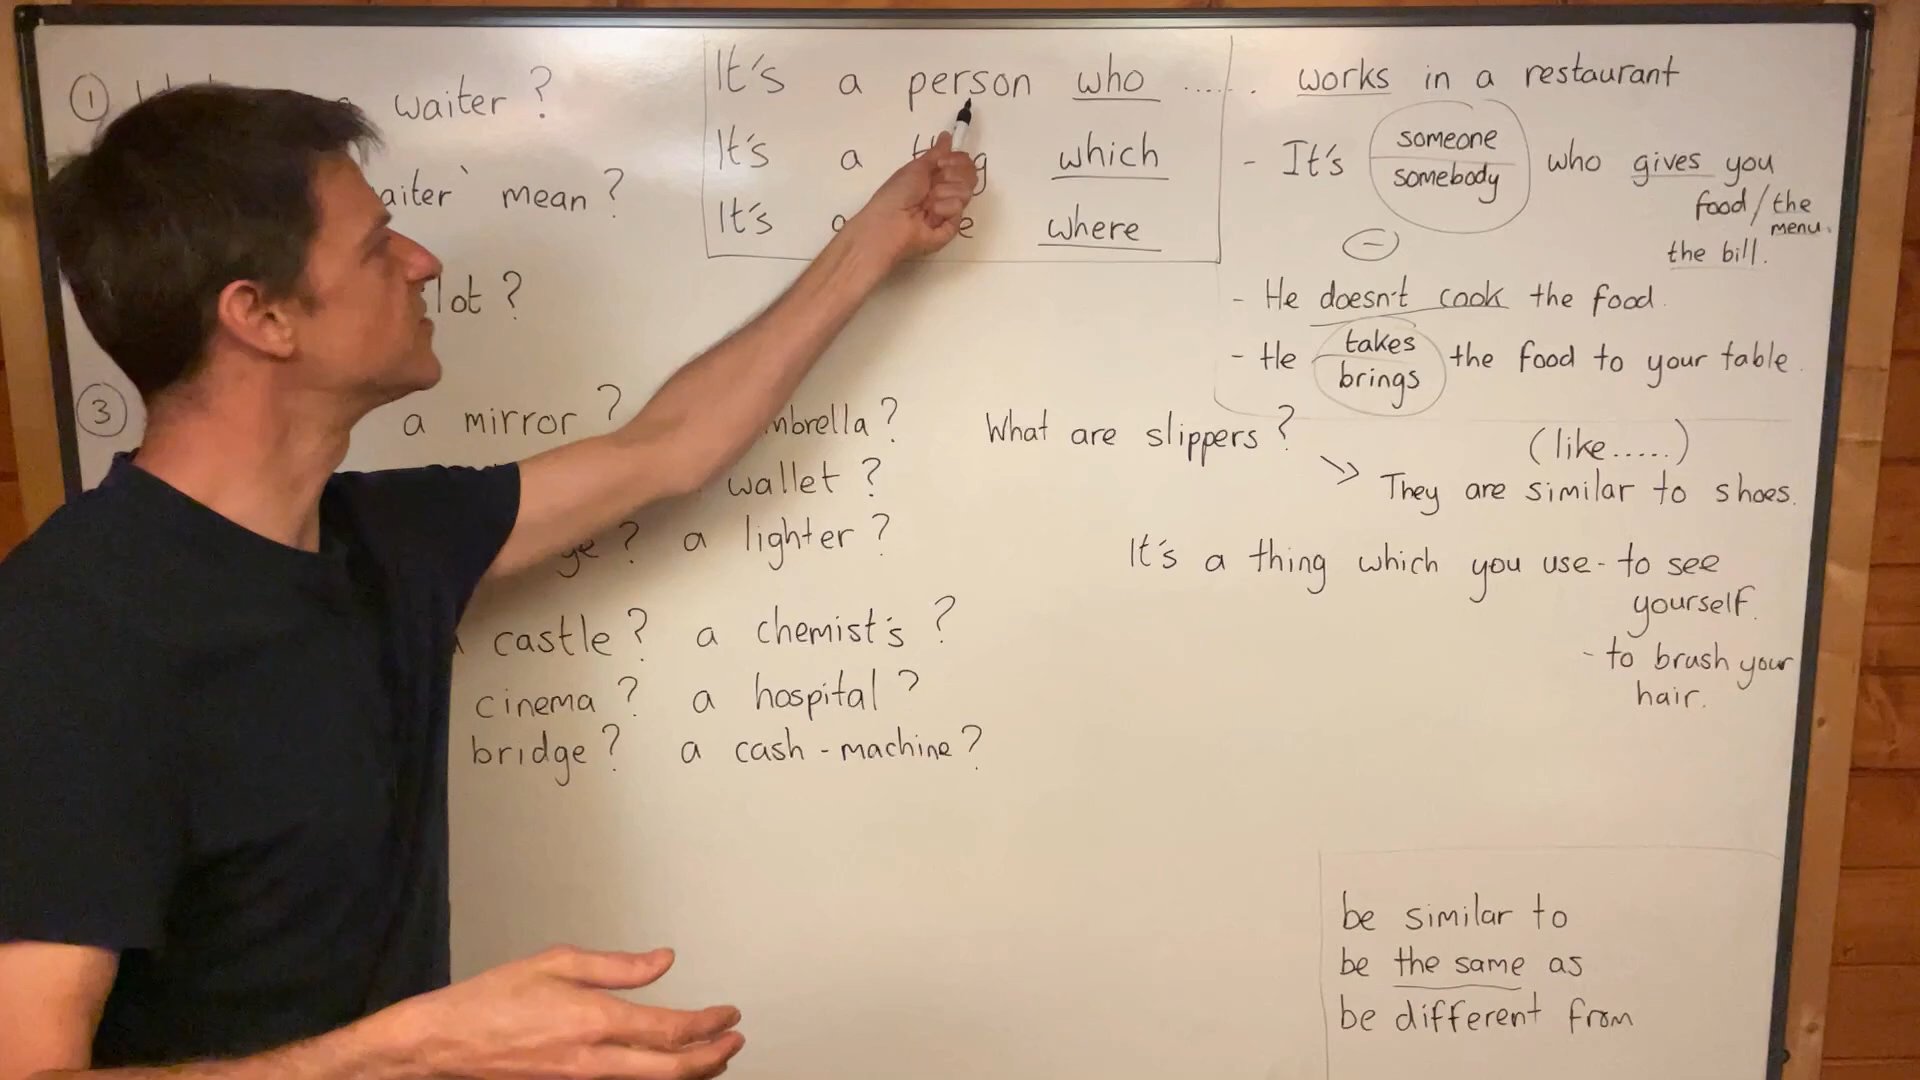 ① waiter ?
aiter` mean ?
lot ?
③ a mirror ? mbrella ?
wallet ?
ge ? a lighter ?
castle ? a chemist's ?
cinema ? a hospital ?
bridge ? a cash - machine ?
It's a person who ......
It's a which
It's a where
works in a restaurant
- It's someone somebody who gives you
food / the menu.
the bill.
(-)
- He doesn't cook the food.
- He takes brings the food to your table.
What are slippers ?
(like.....)
They are similar to shoes.
It's a thing which you use - to see
yourself.
- to brush your
hair.
be similar to
be the same as
be different from